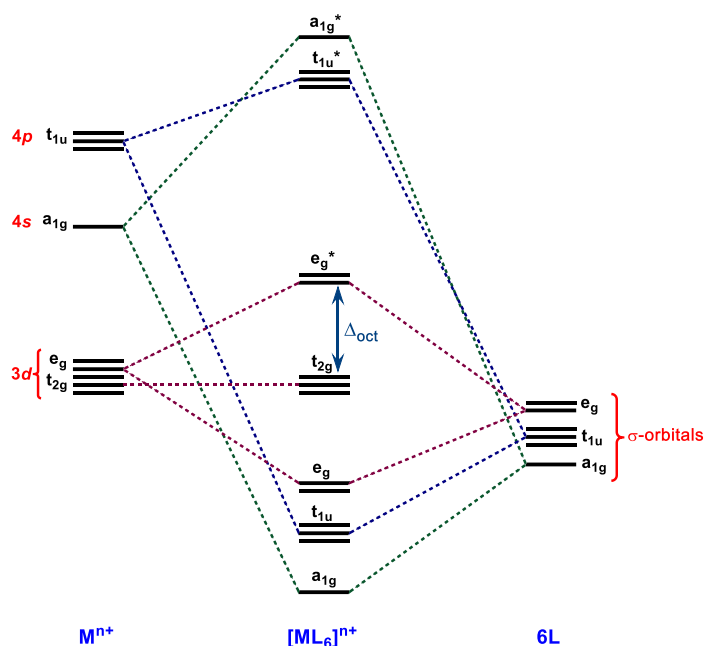 a₁g*
t₁u*
4p t₁u
4s a₁g
eg*
Δoct
3d eg
t₂g
t₂g
eg
t₁u
a₁g
σ-orbitals
eg
t₁u
a₁g
Mⁿ⁺ [ML₆]ⁿ⁺ 6L